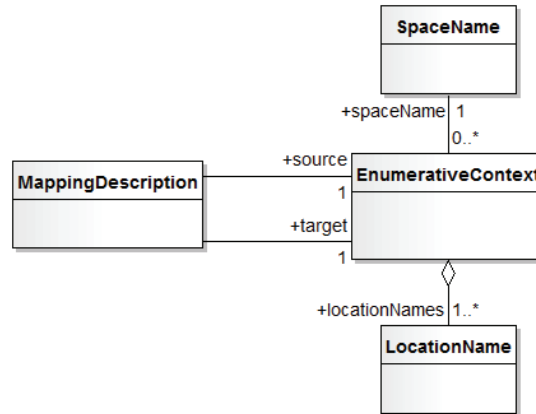 SpaceName
+spaceName 1
0..*
+source
1
MappingDescription
EnumerativeContext
+target
1
+locationNames 1..*
LocationName